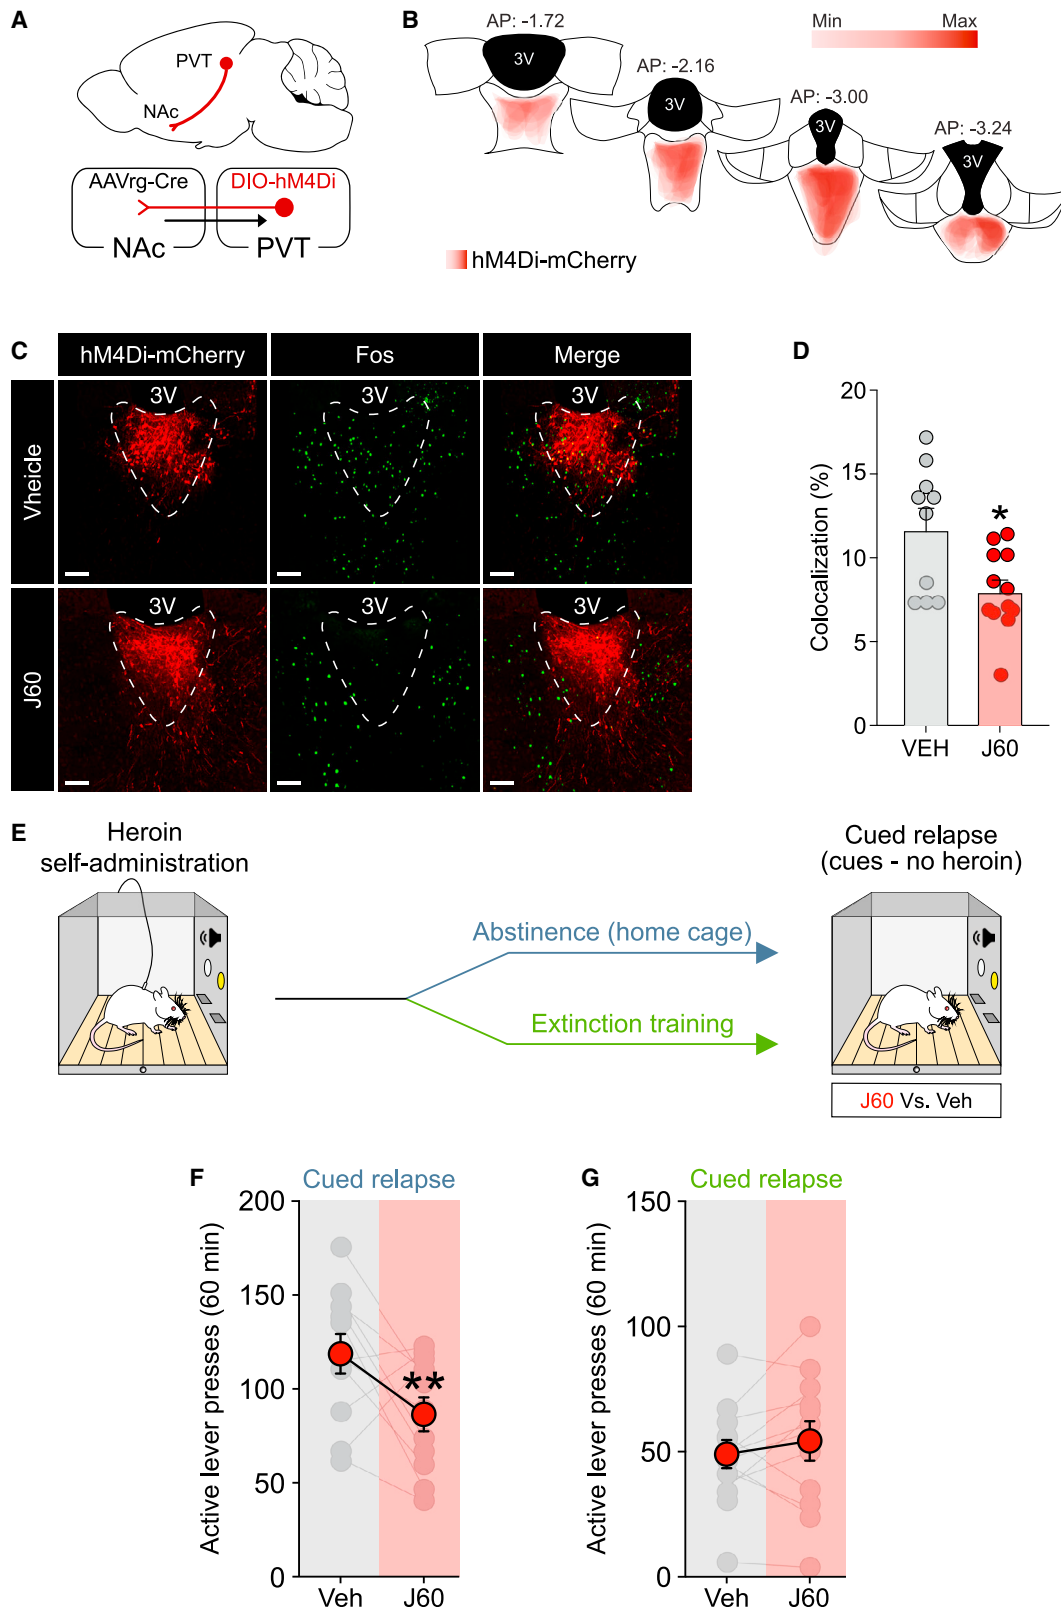 A
PVT
NAc
AAVrg-Cre
DIO-hM4Di
NAc
PVT
B
AP: -1.72
3V
AP: -2.16
3V
AP: -3.00
3V
AP: -3.24
3V
Min
Max
hM4Di-mCherry
C
hM4Di-mCherry
Fos
Merge
Vheicle
3V
3V
3V
J60
3V
3V
3V
D
Colocalization (%)
20
15
10
5
0
*
VEH
J60
E
Heroin
self-administration
Abstinence (home cage)
Extinction training
Cued relapse
(cues - no heroin)
J60 Vs. Veh
F
Cued relapse
Active lever presses (60 min)
200
150
100
50
0
**
Veh
J60
G
Cued relapse
Active lever presses (60 min)
150
100
50
0
Veh
J60